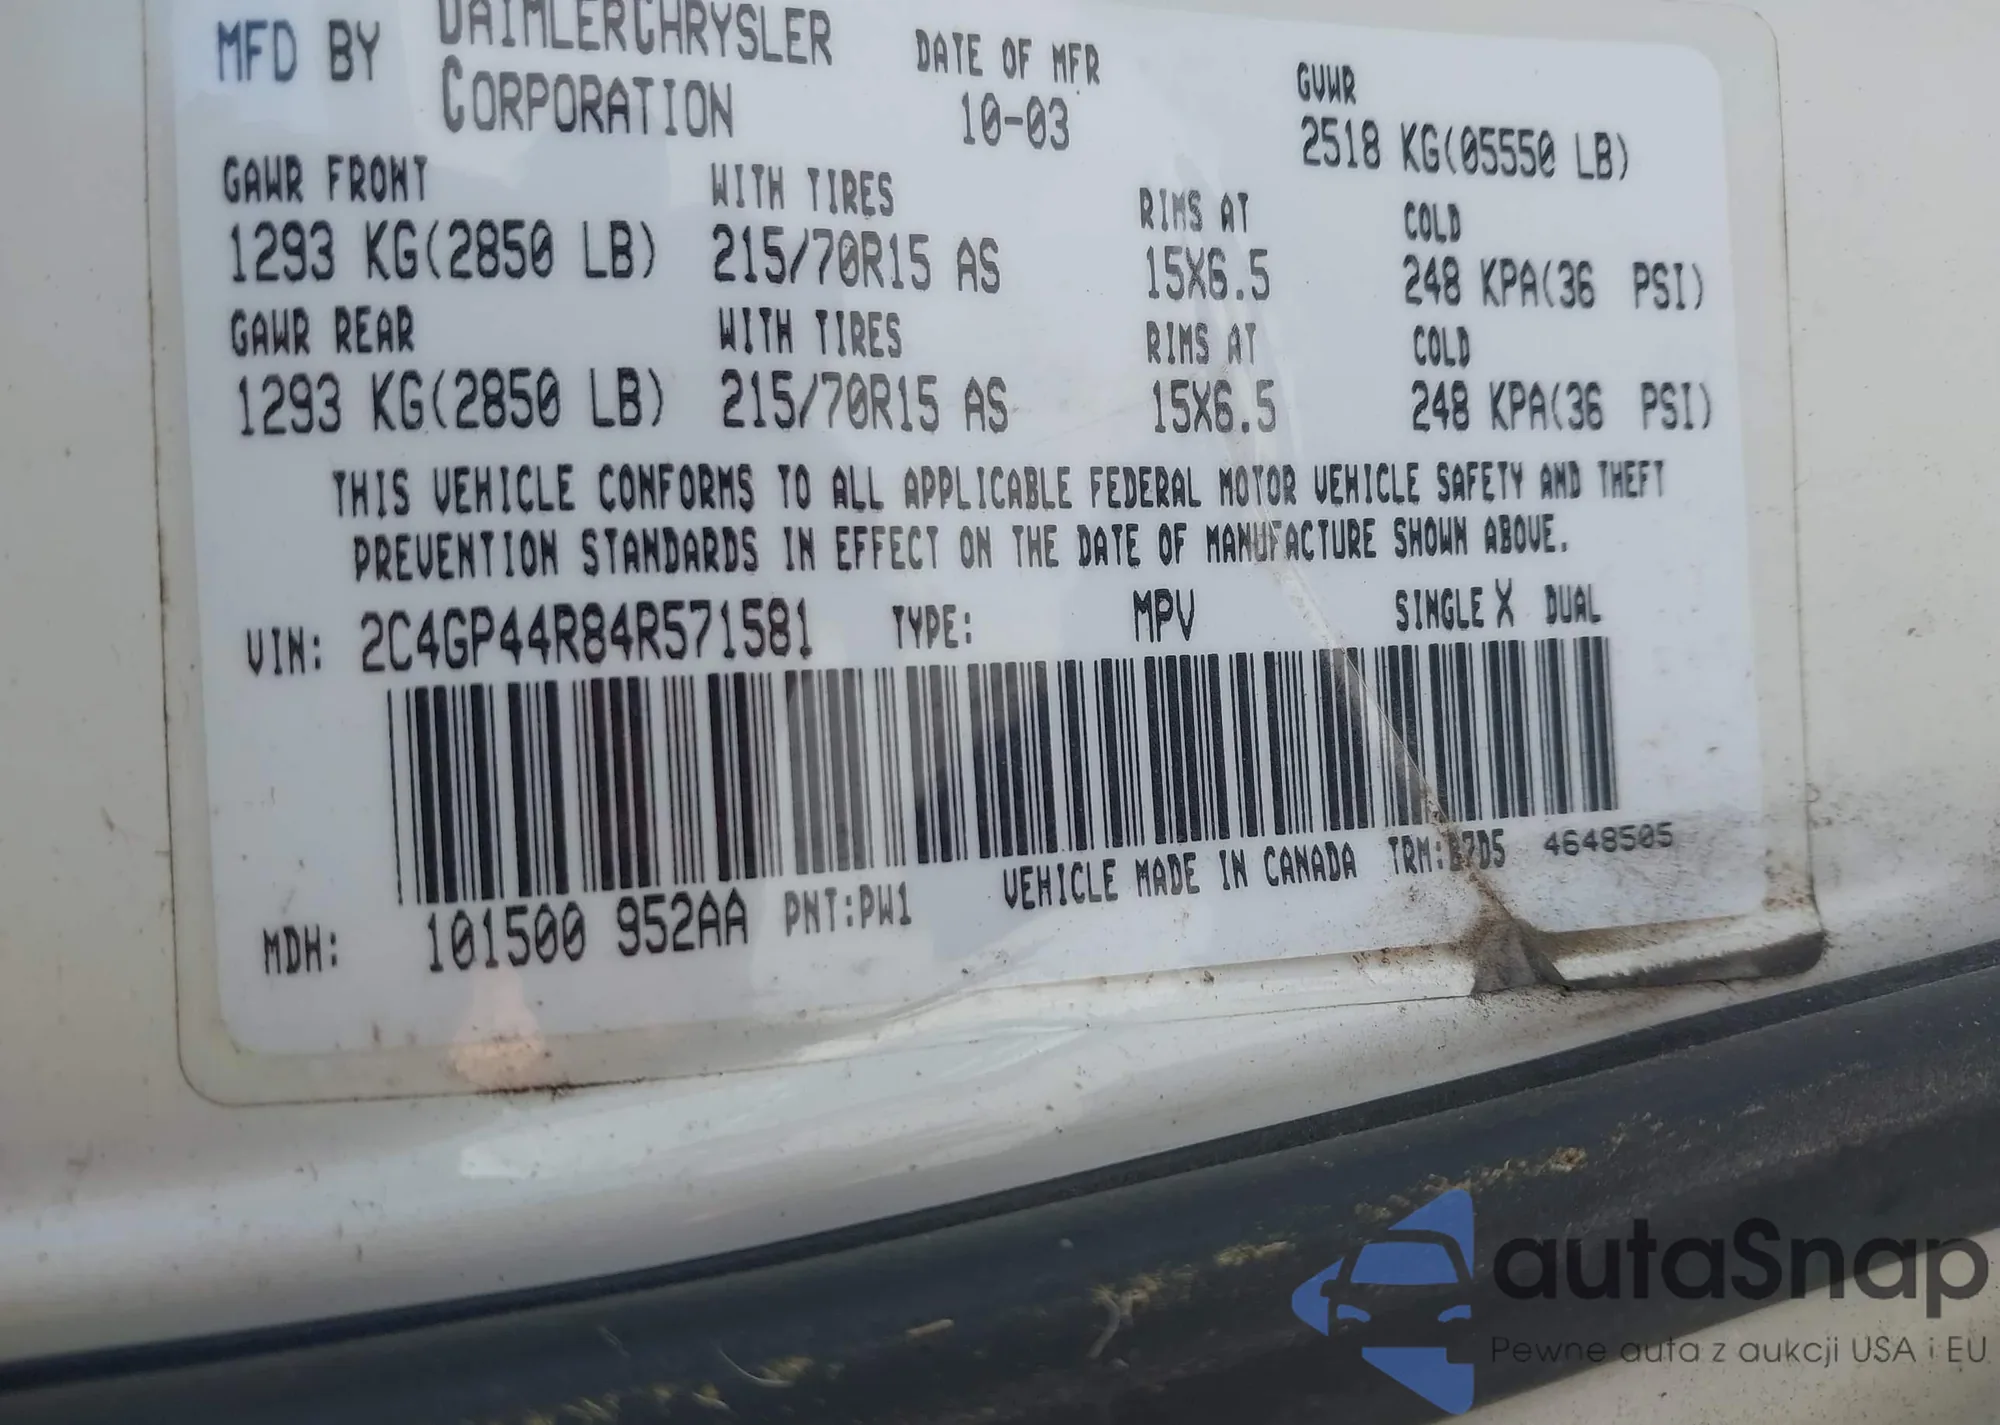 MFD BY DAIMLERCHRYSLER CORPORATION DATE OF MFR 10-03 GVWR 2518 KG(05550 LB)
GAWR FRONT WITH TIRES RIMS AT COLD
1293 KG(2850 LB) 215/70R15 AS 15X6.5 248 KPA(36 PSI)
GAWR REAR WITH TIRES RIMS AT COLD
1293 KG(2850 LB) 215/70R15 AS 15X6.5 248 KPA(36 PSI)
THIS VEHICLE CONFORMS TO ALL APPLICABLE FEDERAL MOTOR VEHICLE SAFETY AND THEFT
PREVENTION STANDARDS IN EFFECT ON THE DATE OF MANUFACTURE SHOWN ABOVE.
VIN: 2C4GP44R84R571581 TYPE: MPV SINGLE X DUAL
MDH: 101500 952AA PNT:PW1 VEHICLE MADE IN CANADA TRM:B7D5 4648505
autaSnap
Pewne auta z aukcji USA i EU